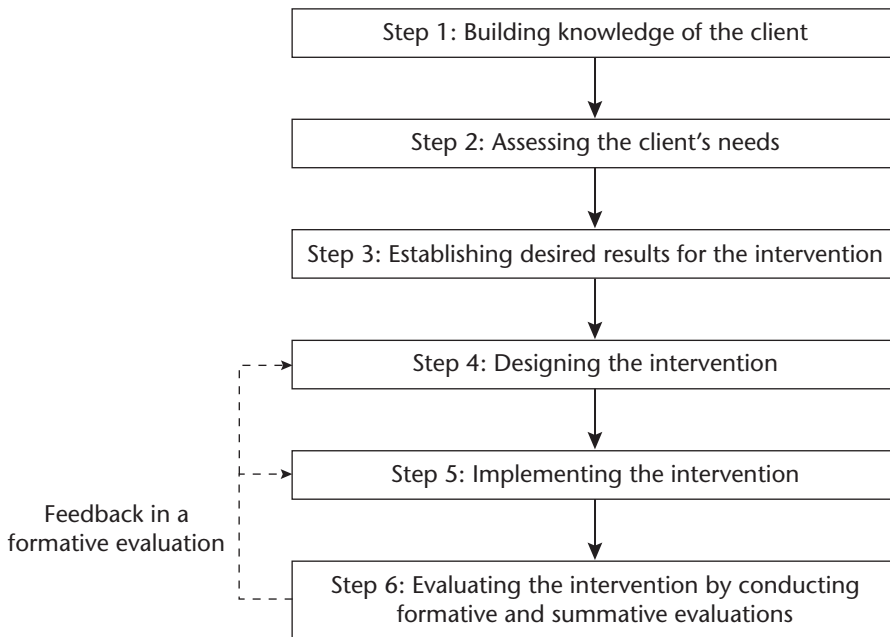 Step 1: Building knowledge of the client
Step 2: Assessing the client’s needs
Step 3: Establishing desired results for the intervention
Step 4: Designing the intervention
Step 5: Implementing the intervention
Feedback in a
formative evaluation
Step 6: Evaluating the intervention by conducting
formative and summative evaluations